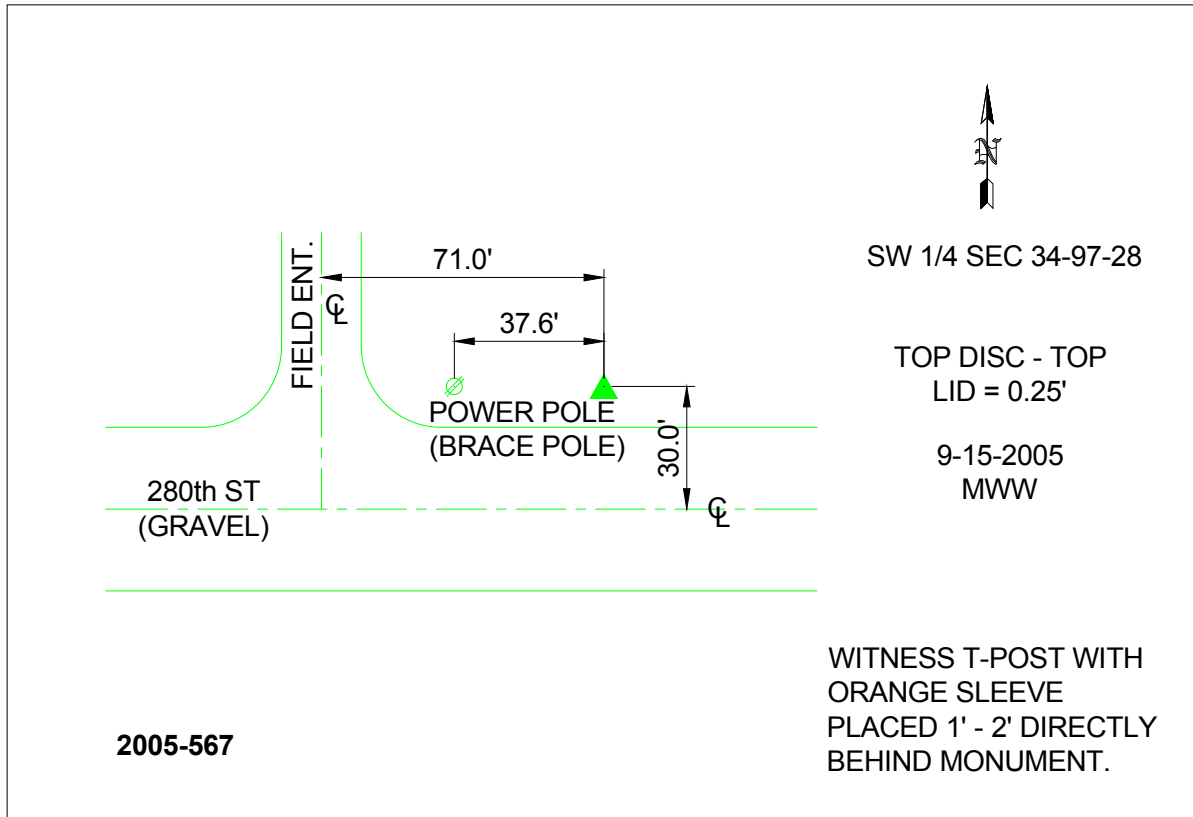 N
SW 1/4 SEC 34-97-28
71.0'
FIELD ENT.
℄
37.6'
TOP DISC - TOP
LID = 0.25'
POWER POLE
(BRACE POLE)
30.0'
9-15-2005
MWW
280th ST
(GRAVEL)
℄
WITNESS T-POST WITH
ORANGE SLEEVE
PLACED 1' - 2' DIRECTLY
BEHIND MONUMENT.
2005-567